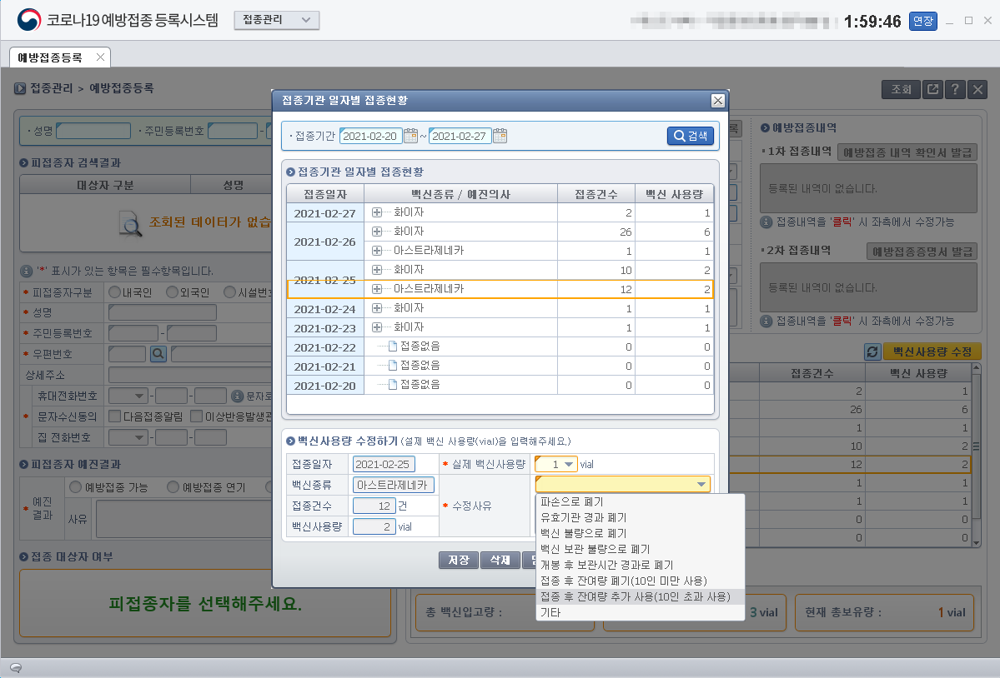 코로나19 예방접종 등록시스템
접종관리
1:59:46
연장
예방접종등록
접종관리 > 예방접종등록
조회
· 성명
· 주민등록번호
-
피접종자 검색결과
대상자 구분
성명
조회된 데이터가 없습
'*' 표시가 있는 항목은 필수항목입니다.
* 피접종자구분
내국인
외국인
시설번호
* 성명
* 주민등록번호
-
* 우편번호
상세주소
휴대전화번호
- -
문자로
* 문자수신동의
다음접종알림
이상반응발생관
집 전화번호
- -
피접종자 예진결과
* 예진
결과
예방접종 가능
예방접종 연기
사유
접종 대상자 여부
피접종자를 선택해주세요.
접종기관 일자별 접종현황
· 접종기간
2021-02-20
~
2021-02-27
검색
접종기관 일자별 접종현황
접종일자 백신종류 / 예진의사 접종건수 백신 사용량
2021-02-27 화이자 2 1
2021-02-26 화이자 26 6
아스트라제네카 1 1
2021-02-25 화이자 10 2
아스트라제네카 12 2
2021-02-24 화이자 1 1
2021-02-23 화이자 1 1
2021-02-22 접종없음 0 0
2021-02-21 접종없음 0 0
2021-02-20 접종없음 0 0
백신사용량 수정하기 (실제 백신 사용량(vial)을 입력해주세요.)
접종일자 2021-02-25
* 실제 백신사용량 1 vial
백신종류 아스트라제네카
접종건수 12 건
* 수정사유
백신사용량 2 vial
파손으로 폐기
유효기관 경과 폐기
백신 불량으로 폐기
백신 보관 불량으로 폐기
개봉 후 보관시간 경과로 폐기
접종 후 잔여량 폐기(10인 미만 사용)
접종 후 잔여량 추가 사용(10인 초과 사용)
기타
저장
삭제
예방접종내역
· 1차 접종내역
예방접종 내역 확인서 발급
등록된 내역이 없습니다.
접종내역을 '클릭' 시 좌측에서 수정가능
· 2차 접종내역
예방접종증명서 발급
등록된 내역이 없습니다.
접종내역을 '클릭' 시 좌측에서 수정가능
백신사용량 수정
접종건수 백신 사용량
2 1
26 6
1 1
10 2
12 2
1 1
1 1
0 0
0 0
총 백신입고량 :
3 vial
현재 총보유량 :
1 vial